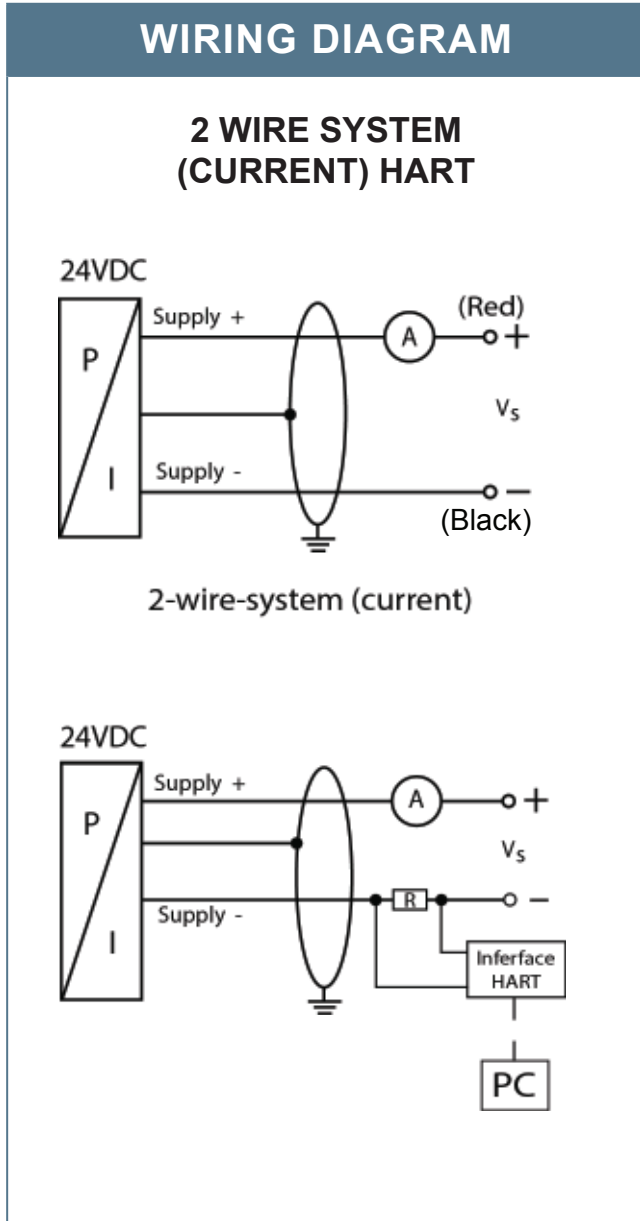 WIRING DIAGRAM
2 WIRE SYSTEM
(CURRENT) HART
24VDC
Supply +
(Red)
P
A
+
Vs
I
Supply -
−
(Black)
2-wire-system (current)
24VDC
Supply +
A
+
P
Vs
R
−
Supply -
I
Inferface
HART
PC